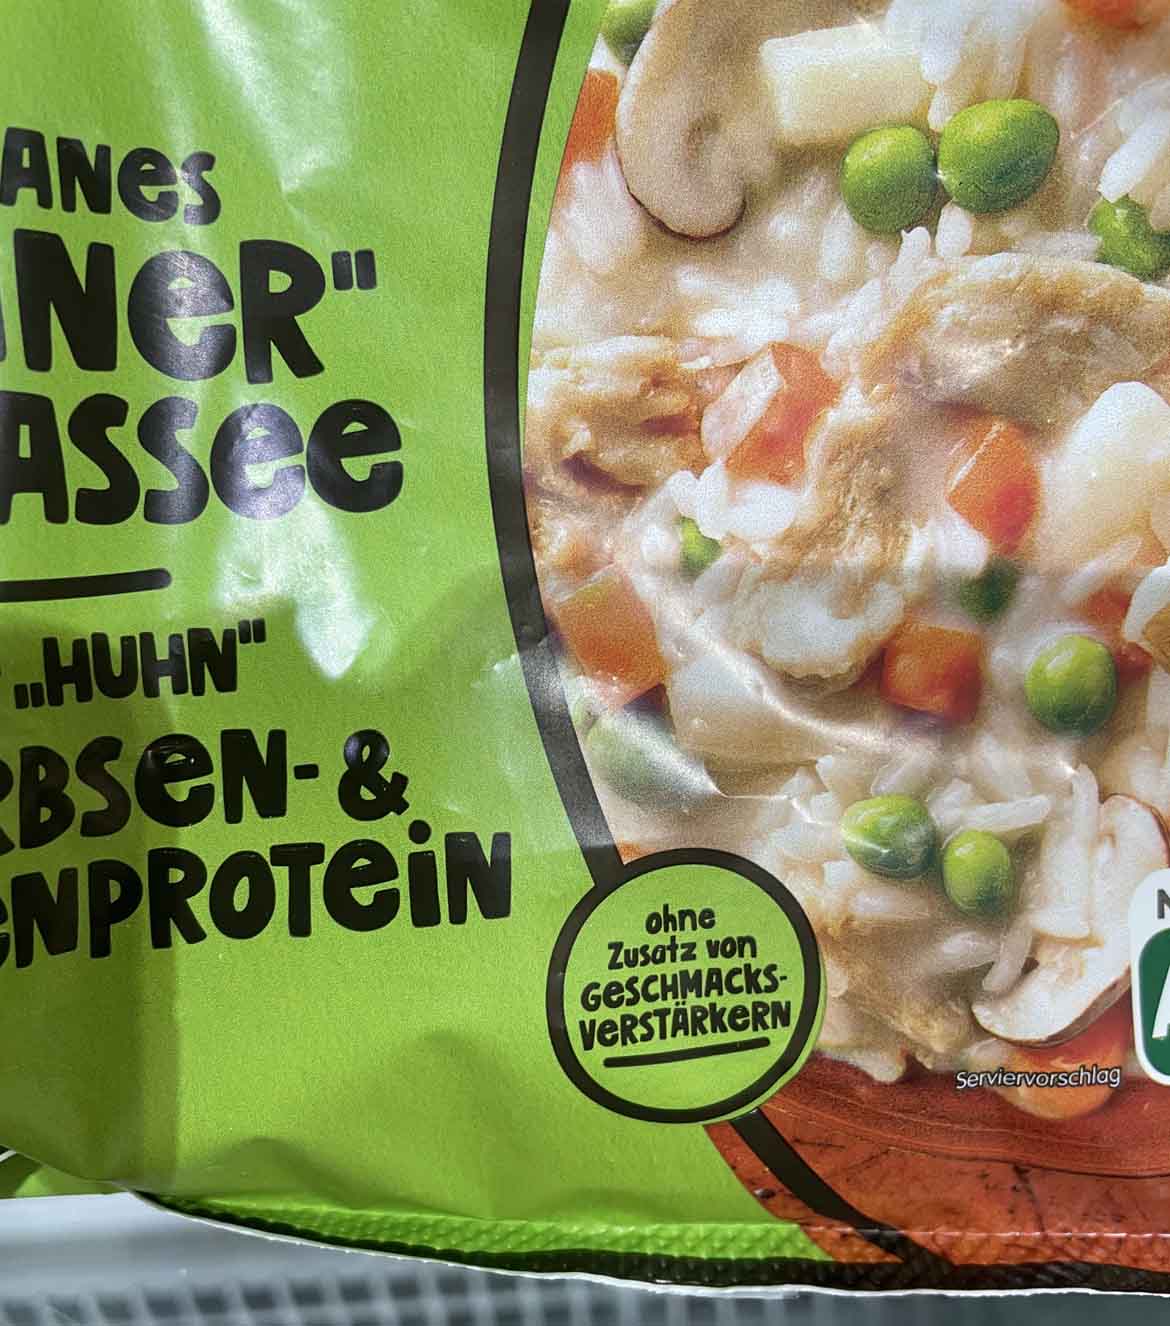 ANES
NER"
ASSEE
„HUHN"
RBSEN- &
ENPROTEIN
ohne
Zusatz von
GESCHMACKS-
VERSTÄRKERN
Serviervorschlag